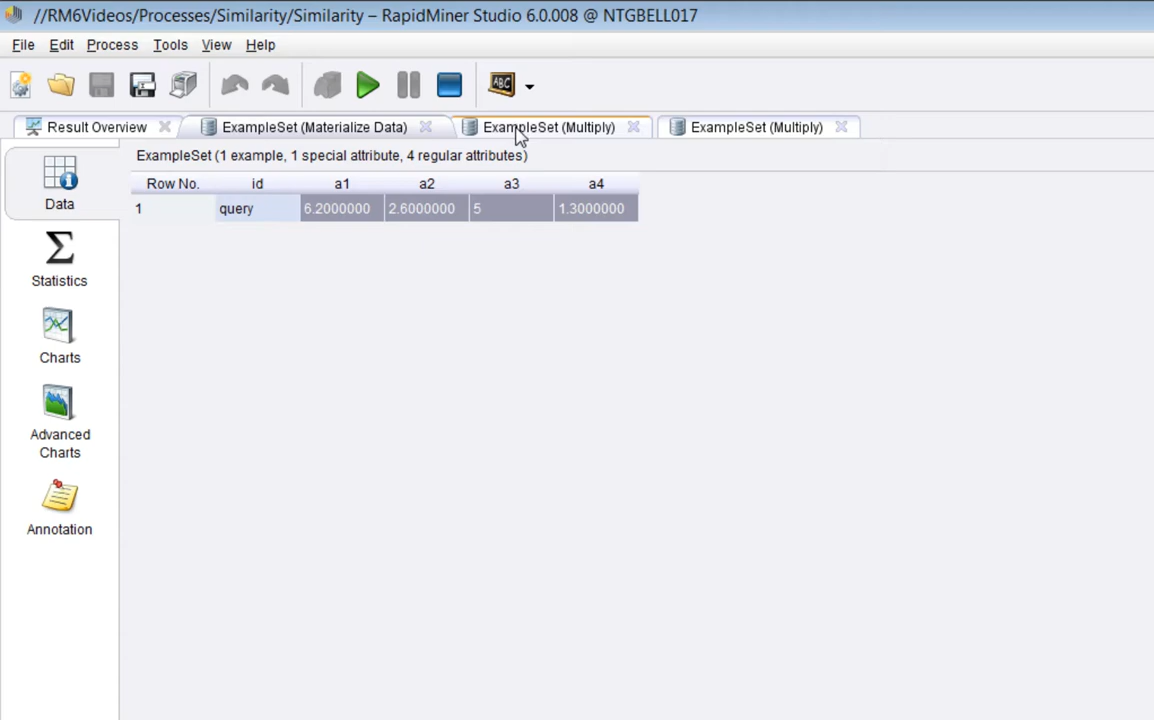 //RM6Videos/Processes/Similarity/Similarity – RapidMiner Studio 6.0.008 @ NTGBELL017
File Edit Process Tools View Help
ABC
Result Overview ExampleSet (Materialize Data) ExampleSet (Multiply) ExampleSet (Multiply)
ExampleSet (1 example, 1 special attribute, 4 regular attributes)
Row No. id a1 a2 a3 a4
1 query 6.2000000 2.6000000 5 1.3000000
Data
Statistics
Charts
Advanced
Charts
Annotation